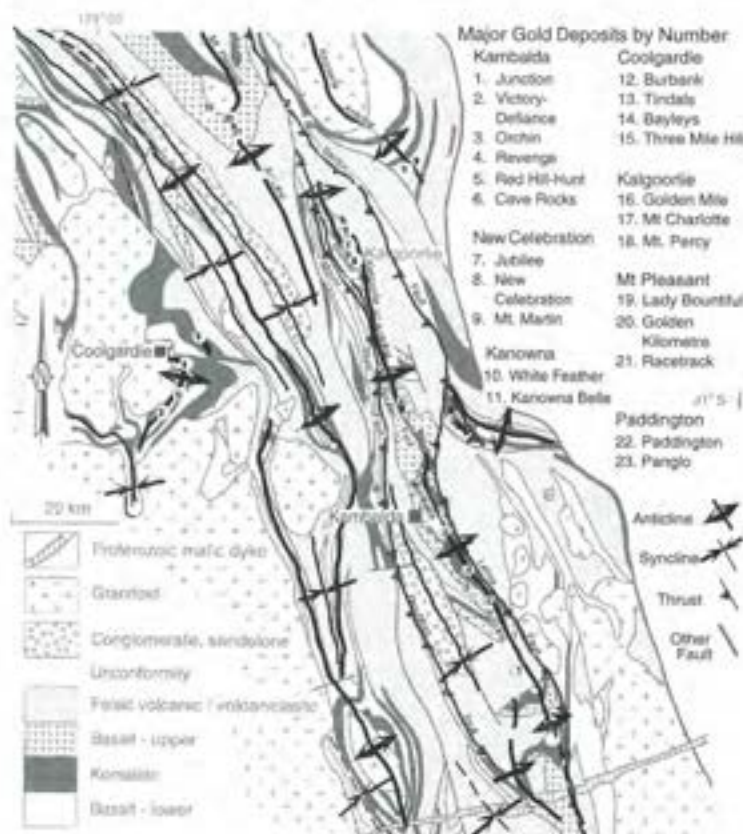 Major Gold Deposits by Number
Kambalda
1. Junction
2. Victory-
Defiance
3. Orchin
4. Revenge
5. Red Hill-Hunt
6. Cave Rocks
New Celebration
7. Jubilee
8. New
Celebration
9. Mt. Martin
Kanowna
10. White Feather
11. Kanowna Belle
Coolgardie
12. Burbank
13. Tindals
14. Bayleys
15. Three Mile Hill
Kalgoorlie
16. Golden Mile
17. Mt Charlotte
18. Mt. Percy
Mt Pleasant
19. Lady Bountiful
20. Golden
Kilometre
21. Racetrack
Paddington
22. Paddington
23. Panglo
Kalgoorlie
Coolgardie
Kambalda
20 km
Anticline
Syncline
Thrust
Other
Fault
Proterozoic mafic dyke
Granitoid
Conglomerate, sandstone
Unconformity
Felsic volcanic / volcaniclastic
Basalt - upper
Komatiite
Basalt - lower